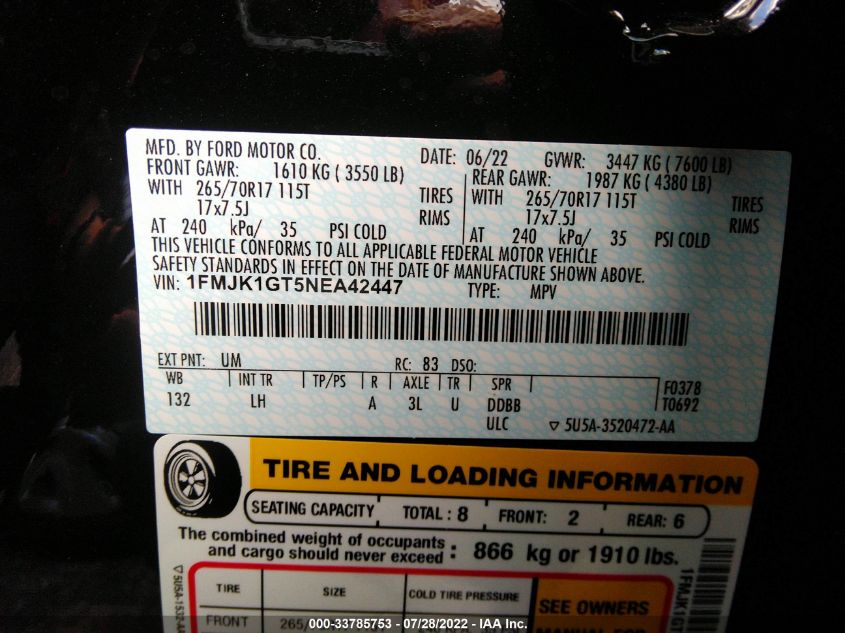 MFD. BY FORD MOTOR CO. DATE: 06/22 GVWR: 3447 KG ( 7600 LB)
FRONT GAWR: 1610 KG ( 3550 LB) REAR GAWR: 1987 KG ( 4380 LB)
WITH 265/70R17 115T TIRES WITH 265/70R17 115T TIRES
17x7.5J RIMS 17x7.5J RIMS
AT 240 kPa/ 35 PSI COLD AT 240 kPa/ 35 PSI COLD
THIS VEHICLE CONFORMS TO ALL APPLICABLE FEDERAL MOTOR VEHICLE
SAFETY STANDARDS IN EFFECT ON THE DATE OF MANUFACTURE SHOWN ABOVE.
VIN: 1FMJK1GT5NEA42447 TYPE: MPV
EXT PNT: UM RC: 83 DSO:
WB INT TR TP/PS R AXLE TR SPR F0378
132 LH A 3L U DDBB T0692
ULC ▽ 5U5A-3520472-AA
TIRE AND LOADING INFORMATION
SEATING CAPACITY TOTAL : 8 FRONT: 2 REAR: 6
The combined weight of occupants
and cargo should never exceed : 866 kg or 1910 lbs.
TIRE SIZE COLD TIRE PRESSURE SEE OWNERS
FRONT
▽ 5U5A-1532
1FMJK1GT
000-33785753 - 07/28/2022 - IAA Inc.